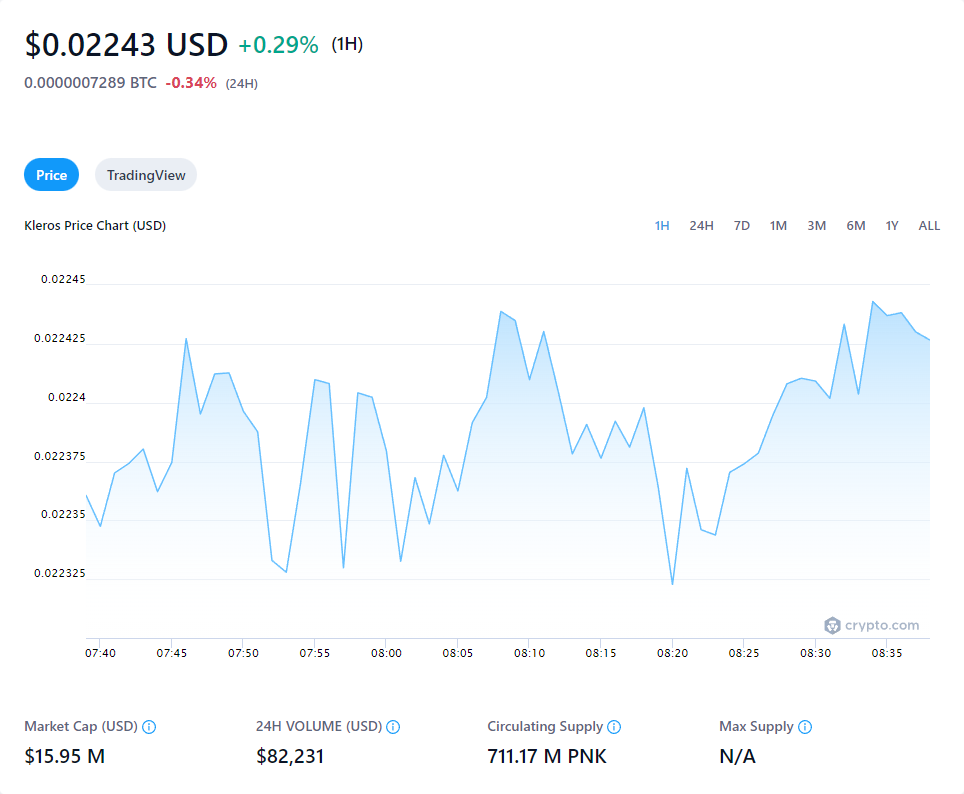 $0.02243 USD +0.29% (1H)
0.0000007289 BTC -0.34% (24H)
Price TradingView
Kleros Price Chart (USD) 1H 24H 7D 1M 3M 6M 1Y ALL
0.02245
0.022425
0.0224
0.022375
0.02235
0.022325
crypto.com
07:40 07:45 07:50 07:55 08:00 08:05 08:10 08:15 08:20 08:25 08:30 08:35
Market Cap (USD) 24H VOLUME (USD) Circulating Supply Max Supply
$15.95 M $82,231 711.17 M PNK N/A